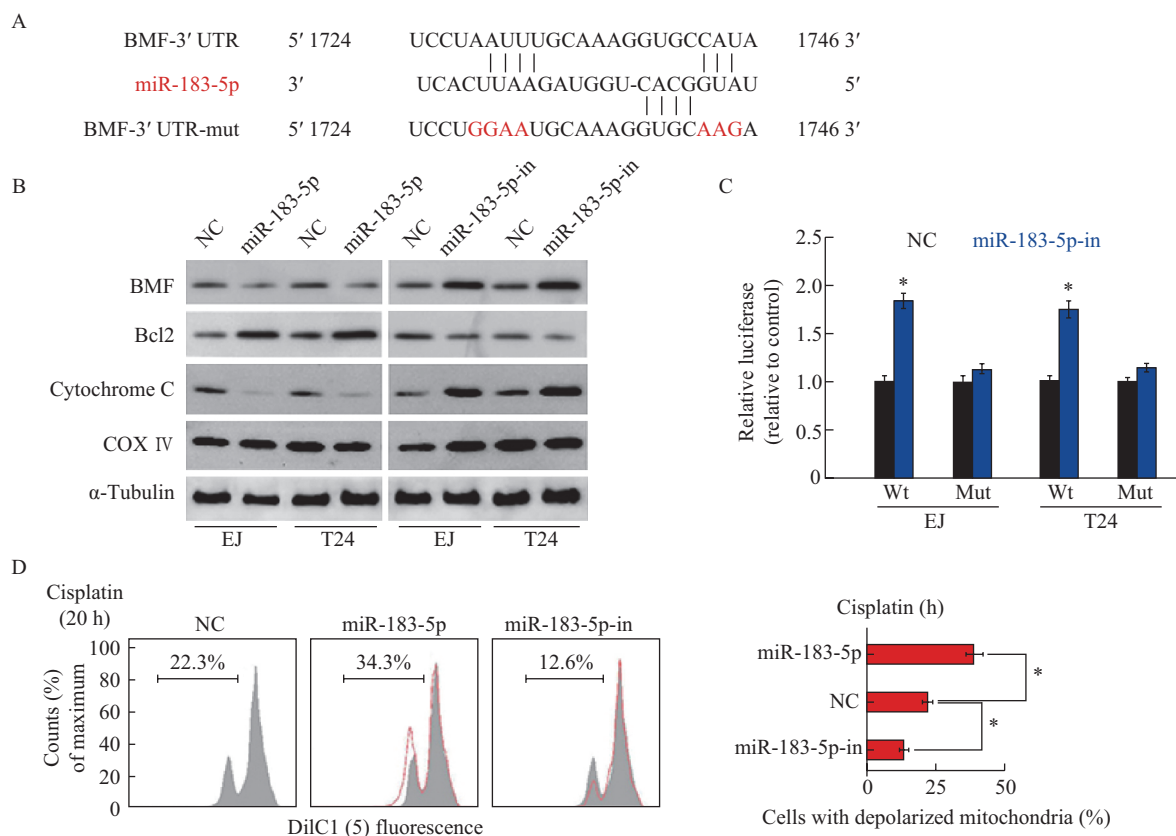 A
BMF-3′ UTR 5′ 1724 UCCUAAUUUGCAAAGGUGCCAUA 1746 3′
miR-183-5p 3′ UCACUUAAGAUGGU-CACGGUAU 5′
BMF-3′ UTR-mut 5′ 1724 UCCUGGAAUGCAAAGGUGCAAGA 1746 3′
B
NC miR-183-5p NC miR-183-5p NC miR-183-5p-in NC miR-183-5p-in
BMF
Bcl2
Cytochrome C
COX IV
α-Tubulin
EJ T24 EJ T24
C
NC miR-183-5p-in
Relative luciferase
(relative to control)
2.5
2.0
1.5
1.0
0.5
0
* *
Wt Mut Wt Mut
EJ T24
D
Cisplatin
(20 h)
NC miR-183-5p miR-183-5p-in
Counts (%)
of maximum
100
80
60
40
20
0
22.3% 34.3% 12.6%
DilC1 (5) fluorescence
Cisplatin (h)
miR-183-5p
NC
miR-183-5p-in
*
*
0 25 50
Cells with depolarized mitochondria (%)